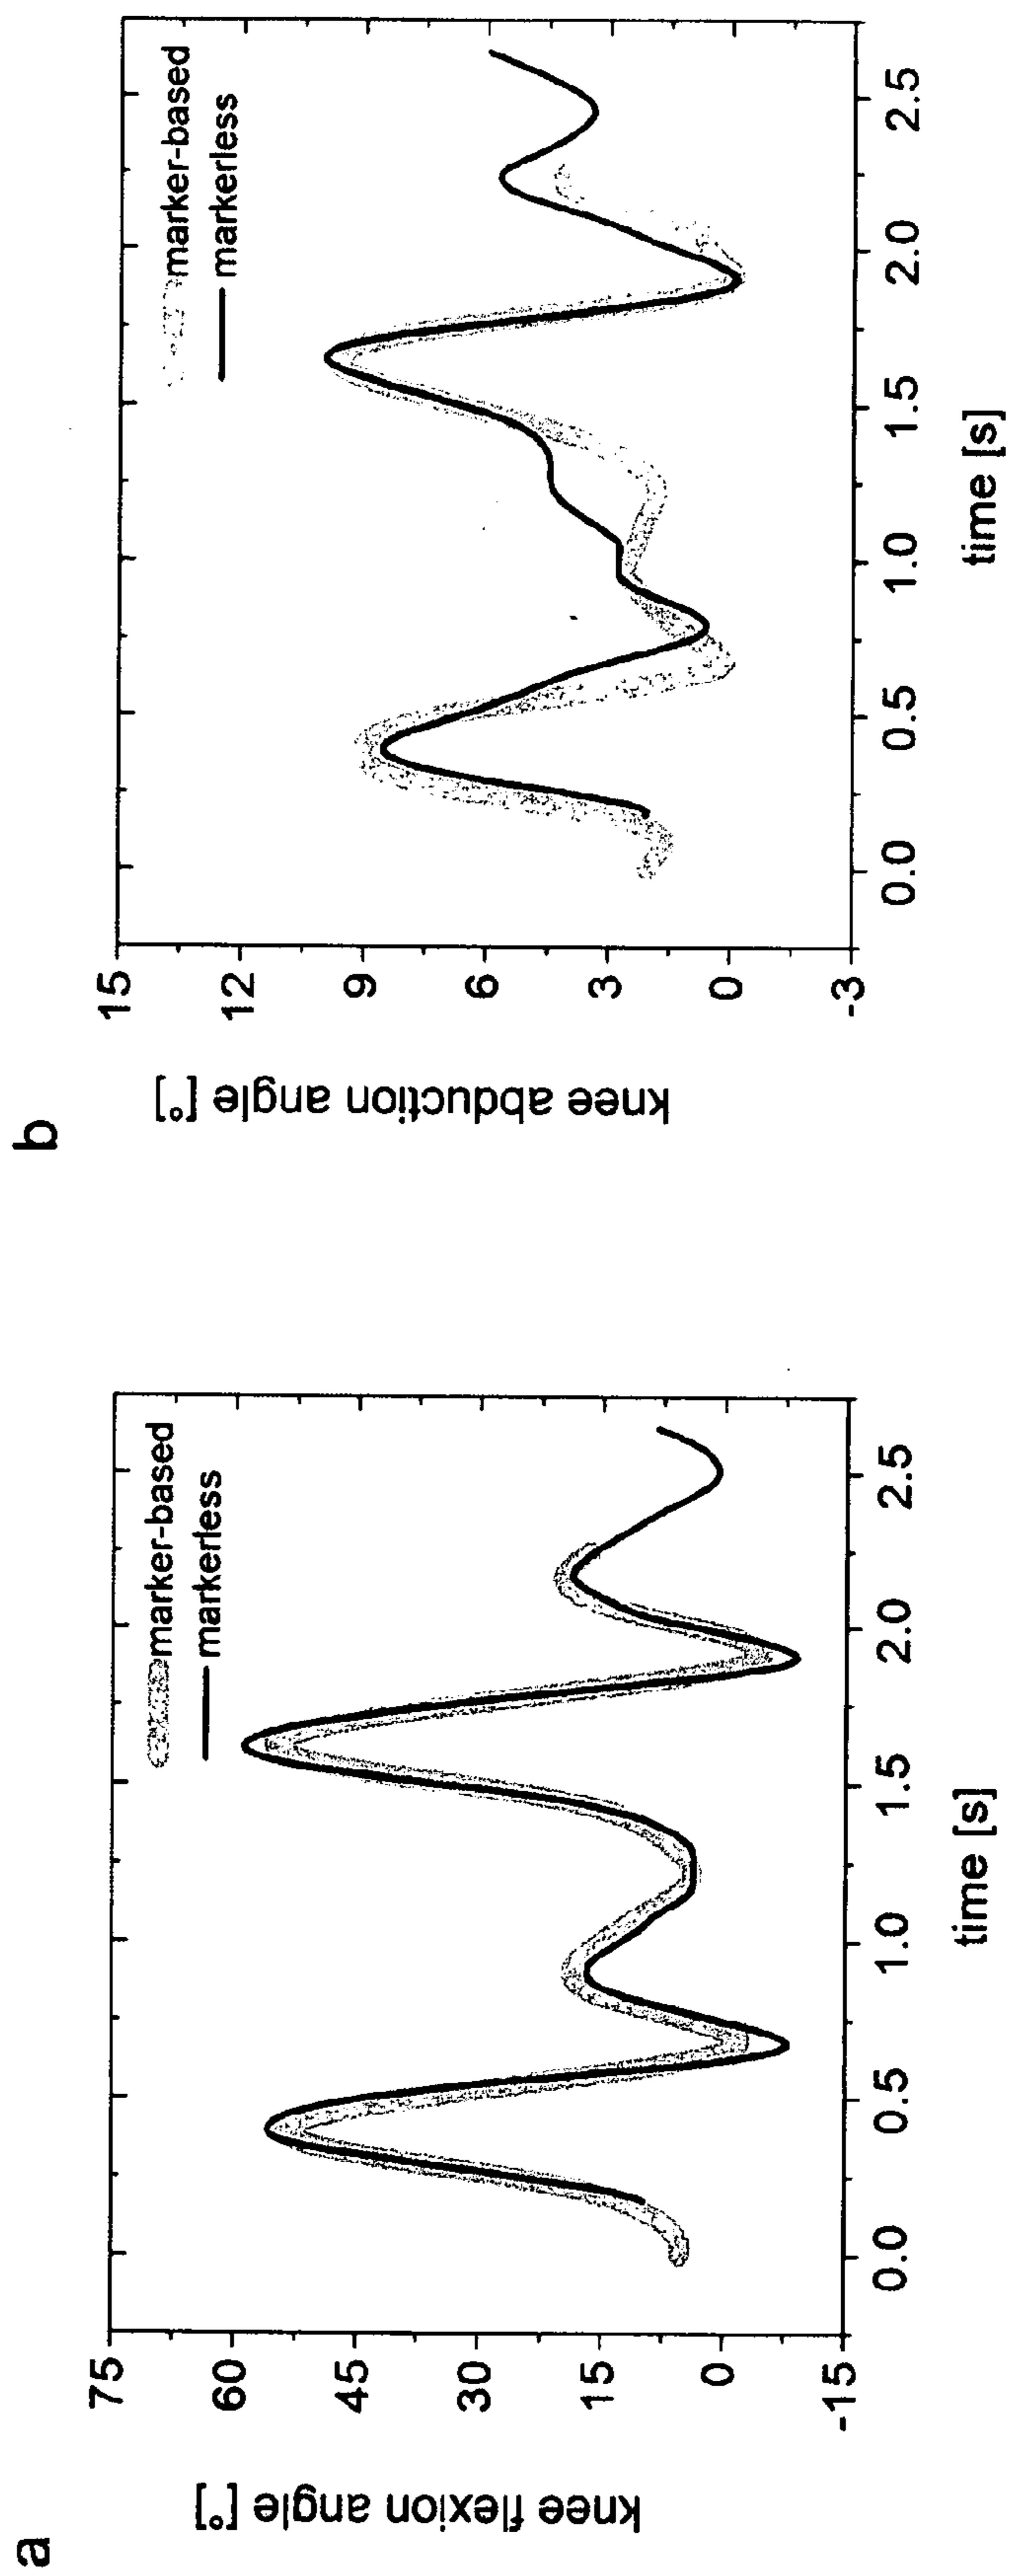 a
knee flexion angle [°]
75
60
45
30
15
0
-15
marker-based
markerless
0.0
0.5
1.0
1.5
2.0
2.5
time [s]
b
knee abduction angle [°]
15
12
9
6
3
0
-3
marker-based
markerless
0.0
0.5
1.0
1.5
2.0
2.5
time [s]